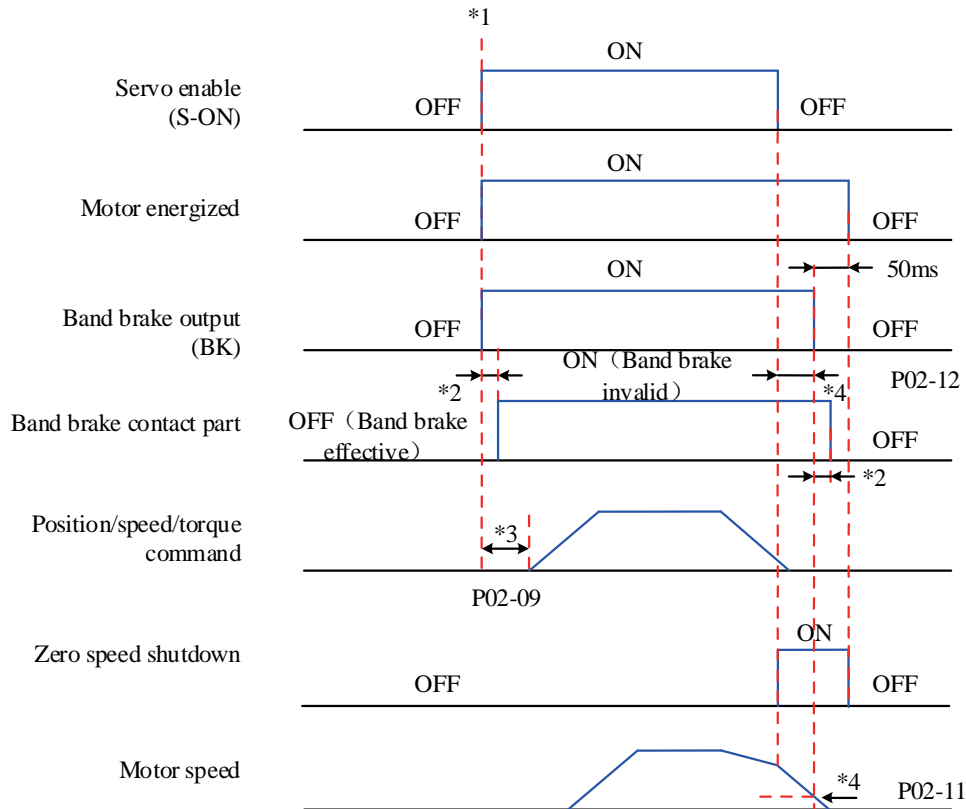 *1
ON
Servo enable
(S-ON)
OFF
OFF
ON
Motor energized
OFF
OFF
50ms
ON
Band brake output
(BK)
OFF
OFF
*2
ON（Band brake
invalid）
*4
P02-12
Band brake contact part
OFF（Band brake
effective）
OFF
*2
Position/speed/torque
command
*3
P02-09
ON
Zero speed shutdown
OFF
OFF
Motor speed
*4
P02-11